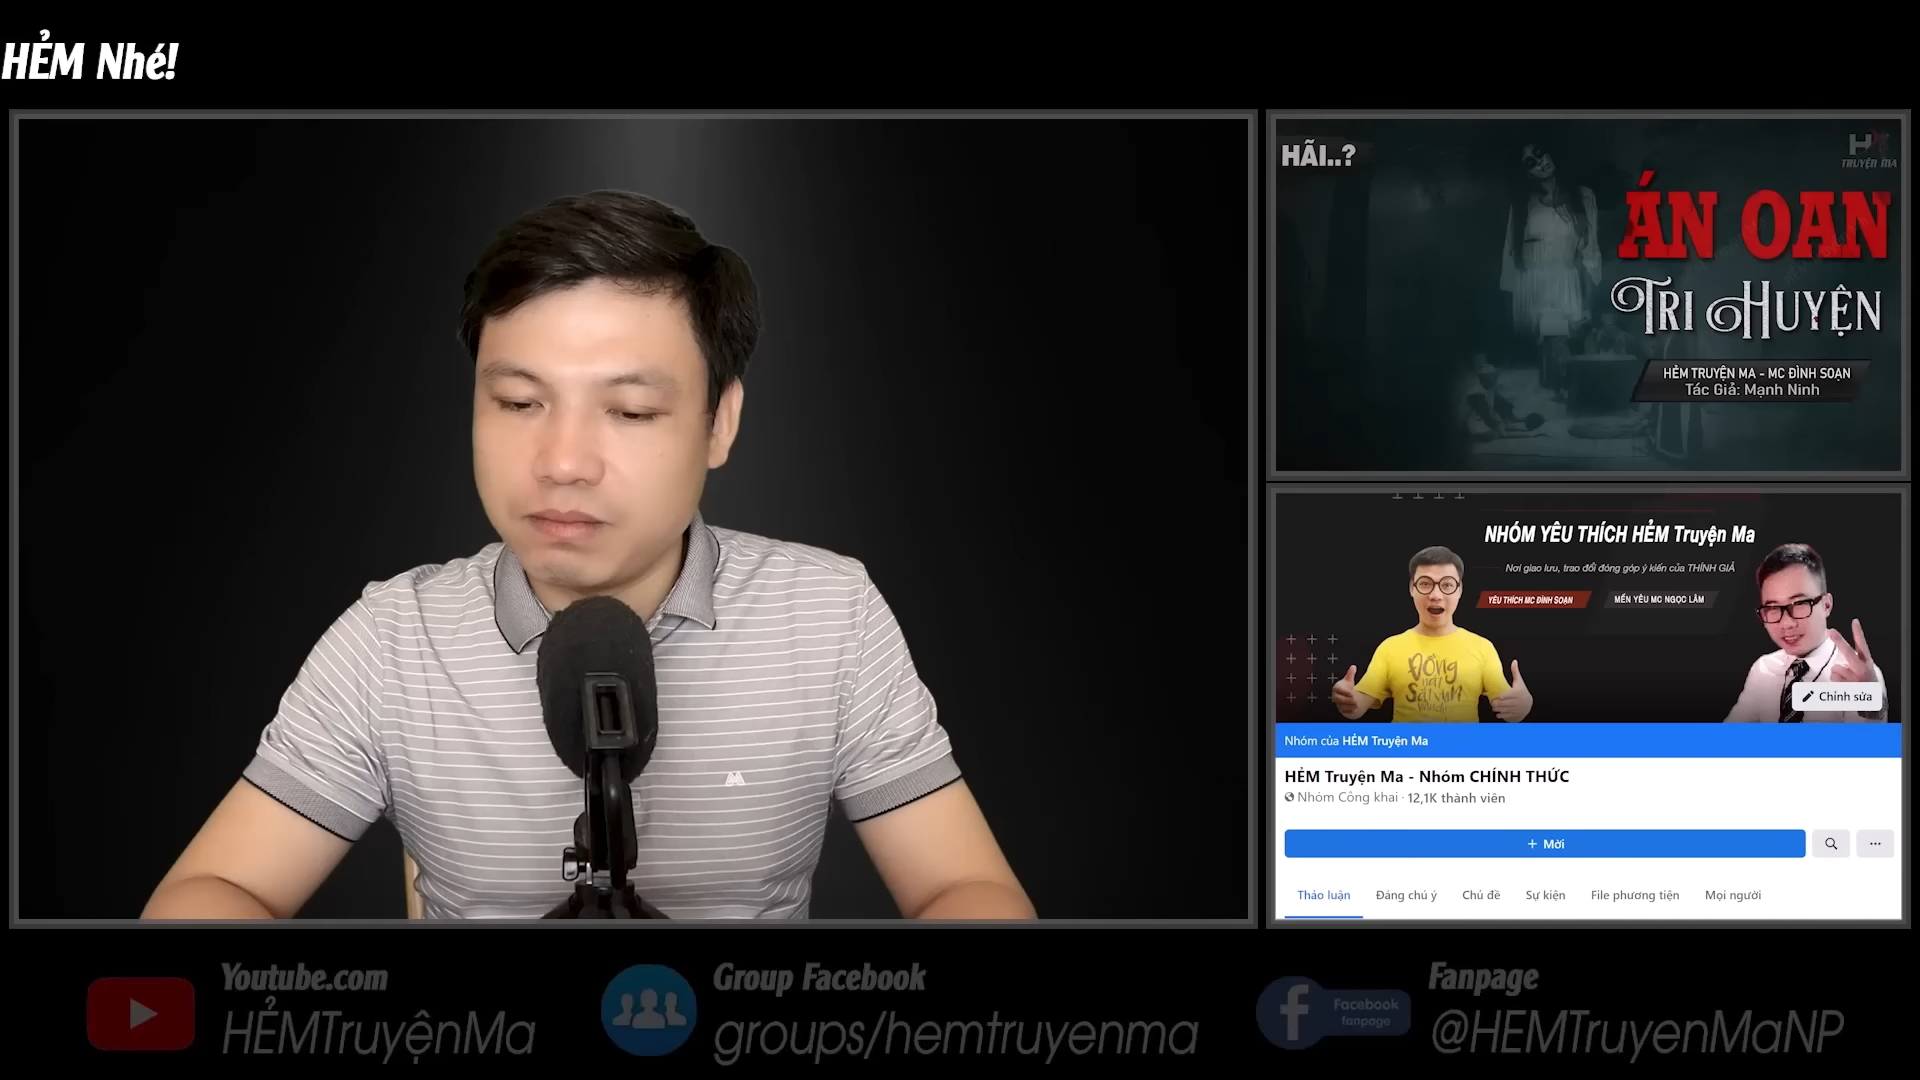 HẺM Nhé!
HÃI..?
H
TRUYỆN MA
ÁN OAN
TRI HUYỆN
HẺM TRUYỆN MA - MC ĐÌNH SOẠN
Tác Giả: Mạnh Ninh
NHÓM YÊU THÍCH HẺM Truyện Ma
Nơi giao lưu, trao đổi đóng góp ý kiến của THÍNH GIẢ
YÊU THÍCH MC ĐÌNH SOẠN
MẾN YÊU MC NGỌC LÂM
Chỉnh sửa
Nhóm của HẺM Truyện Ma
HẺM Truyện Ma - Nhóm CHÍNH THỨC
Nhóm Công khai · 12,1K thành viên
+ Mời
Thảo luận Đáng chú ý Chủ đề Sự kiện File phương tiện Mọi người
Youtube.com
HẺMTruyệnMa
Group Facebook
groups/hemtruyenma
Facebook
fanpage
Fanpage
@HEMTruyenMaNP